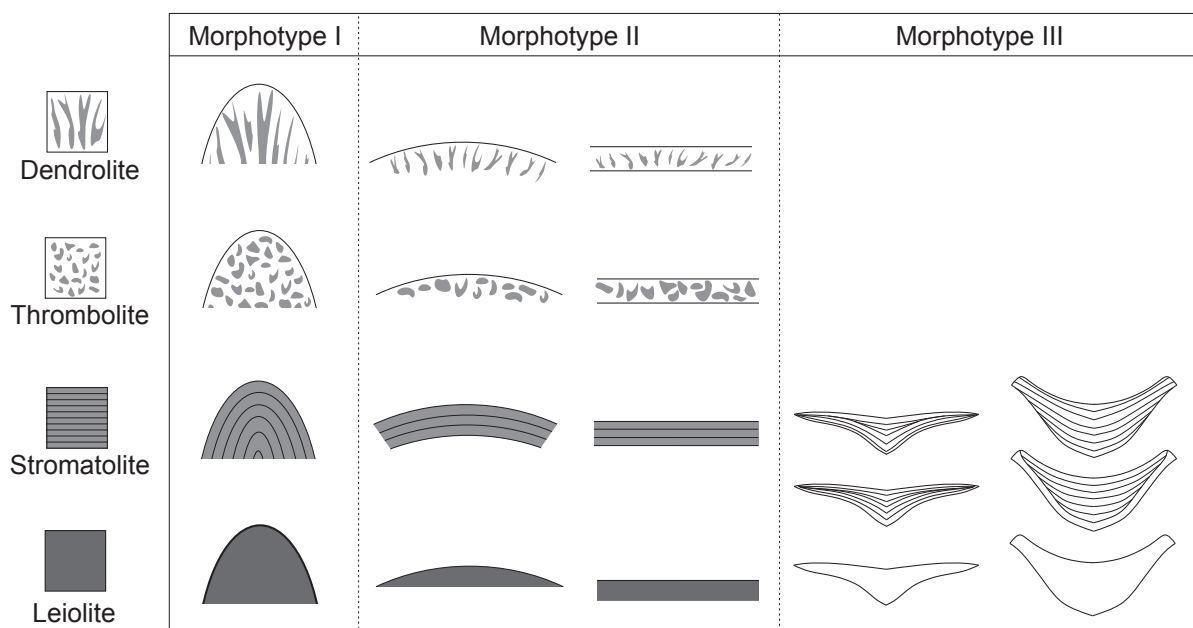 Morphotype I
Morphotype II
Morphotype III
Dendrolite
Thrombolite
Stromatolite
Leiolite